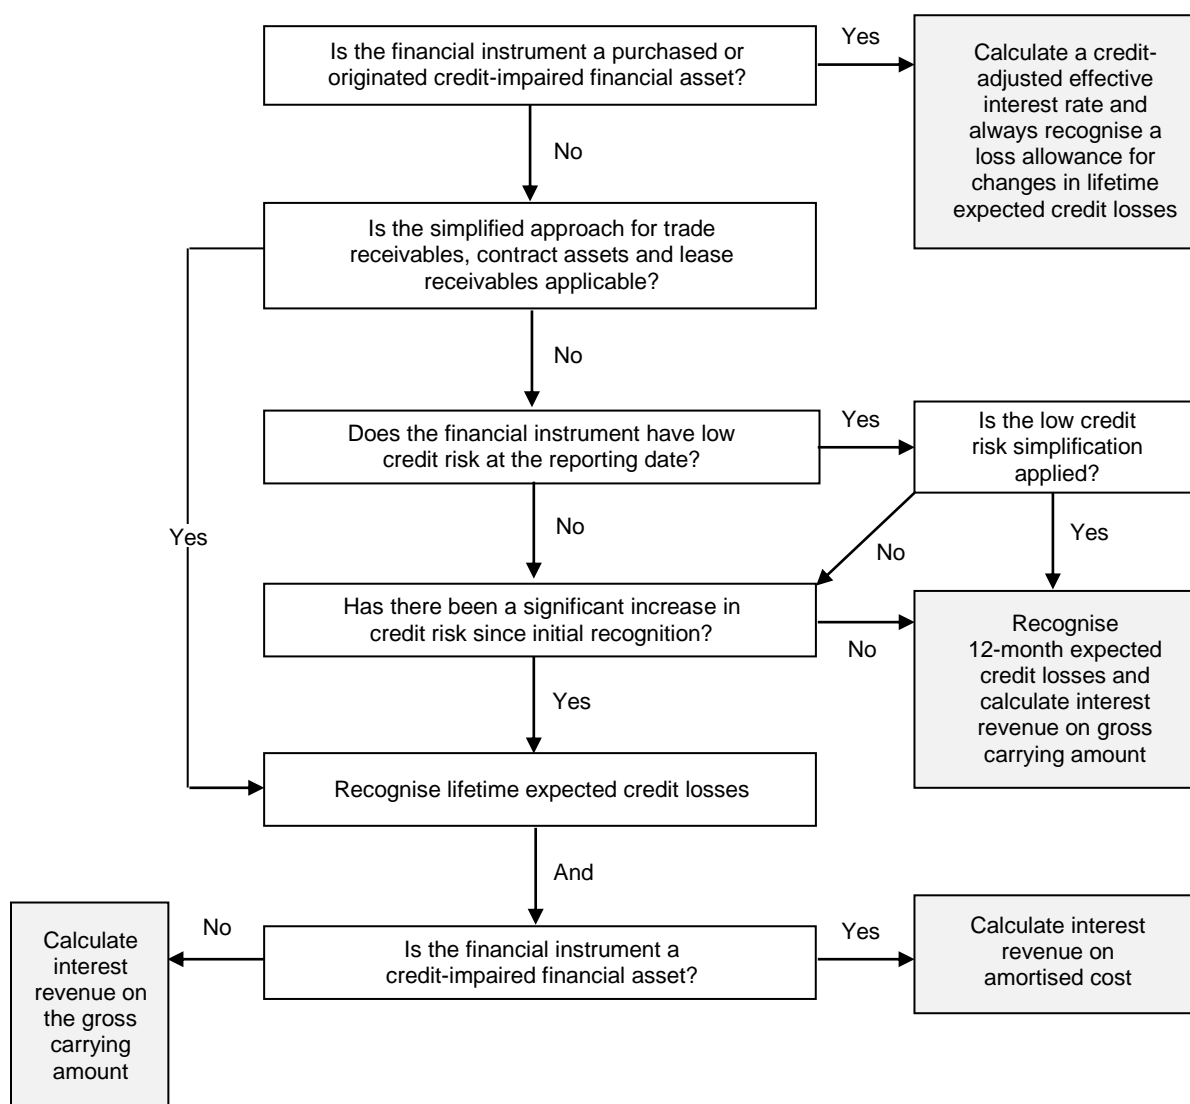 Is the financial instrument a purchased or
originated credit-impaired financial asset?
Yes
Calculate a credit-
adjusted effective
interest rate and
always recognise a
loss allowance for
changes in lifetime
expected credit losses
No
Is the simplified approach for trade
receivables, contract assets and lease
receivables applicable?
No
Does the financial instrument have low
credit risk at the reporting date?
Yes
Is the low credit
risk simplification
applied?
Yes
No
No
Yes
Has there been a significant increase in
credit risk since initial recognition?
No
Recognise
12-month expected
credit losses and
calculate interest
revenue on gross
carrying amount
Yes
Recognise lifetime expected credit losses
And
No
Is the financial instrument a
credit-impaired financial asset?
Yes
Calculate interest
revenue on
amortised cost
Calculate
interest
revenue on
the gross
carrying
amount